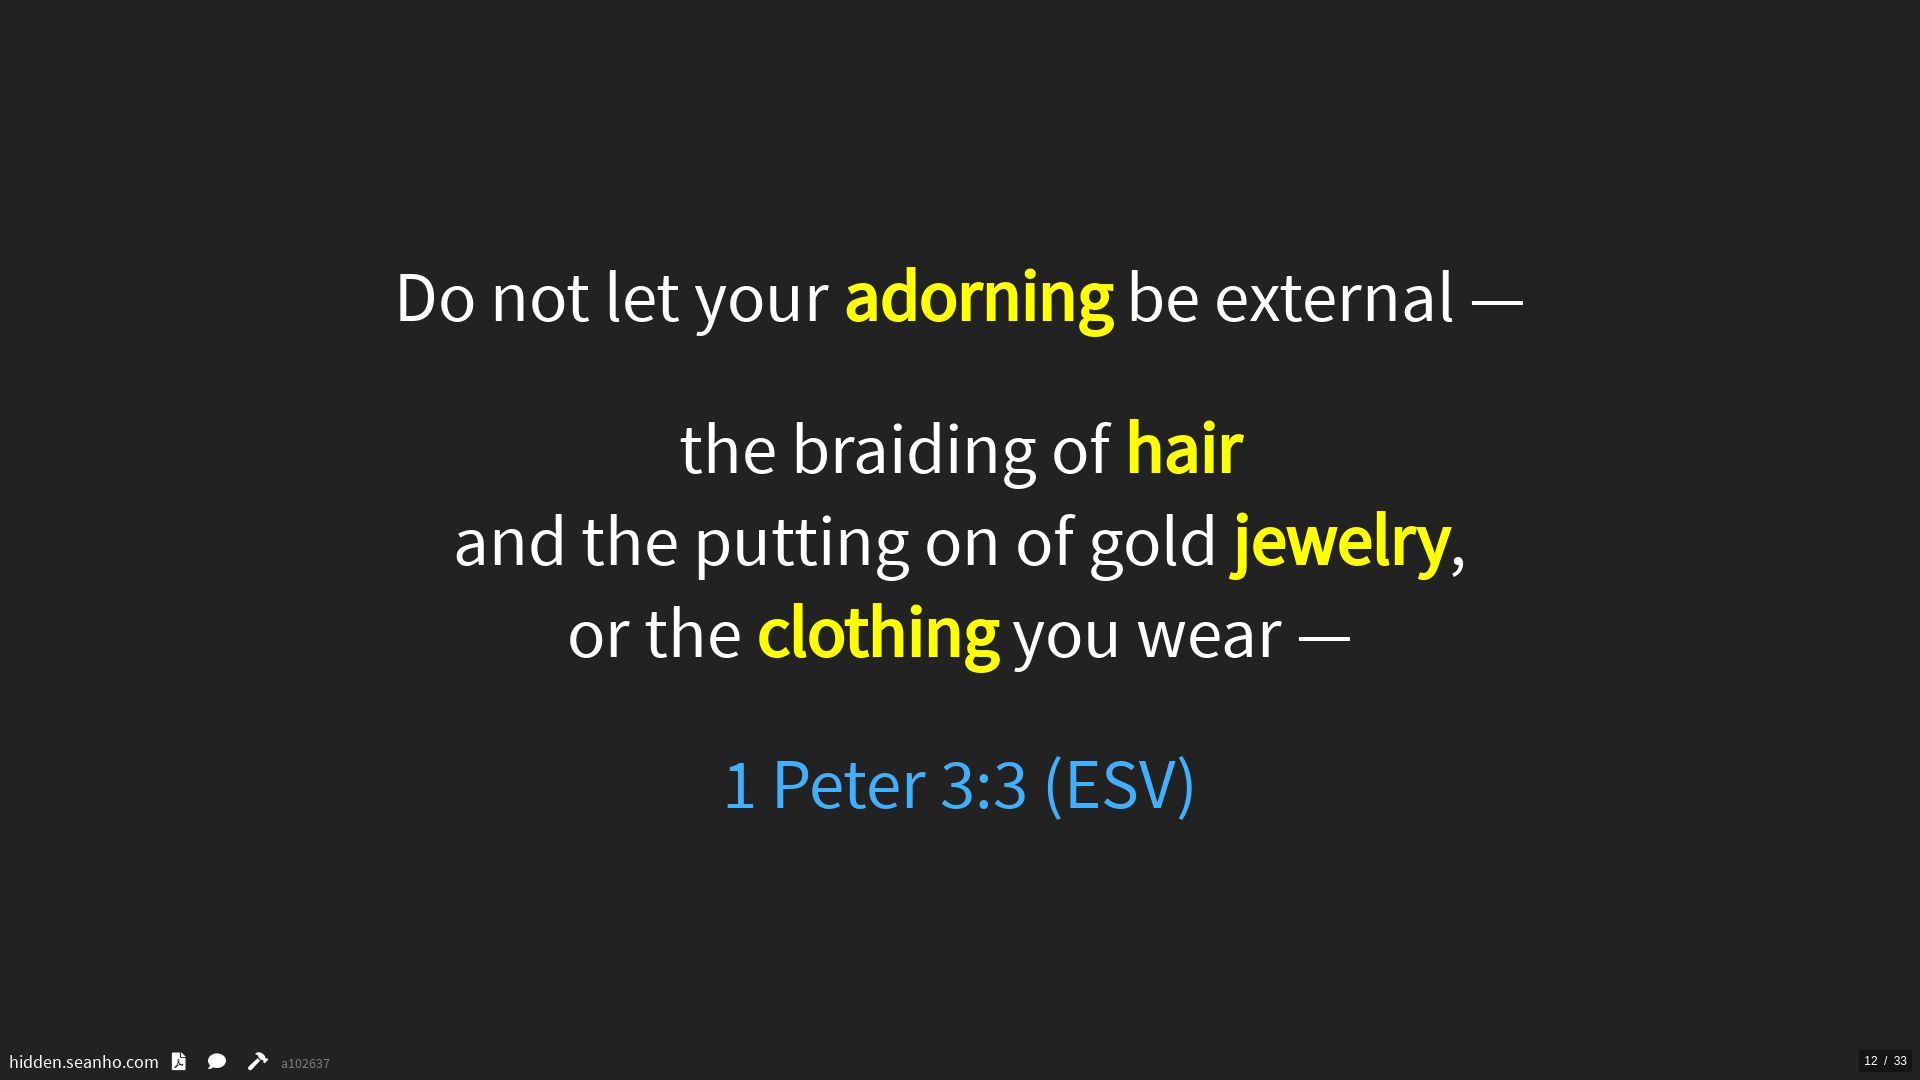 Do not let your adorning be external —
the braiding of hair
and the putting on of gold jewelry,
or the clothing you wear —
1 Peter 3:3 (ESV)
hidden.seanho.com a102637
12 / 33